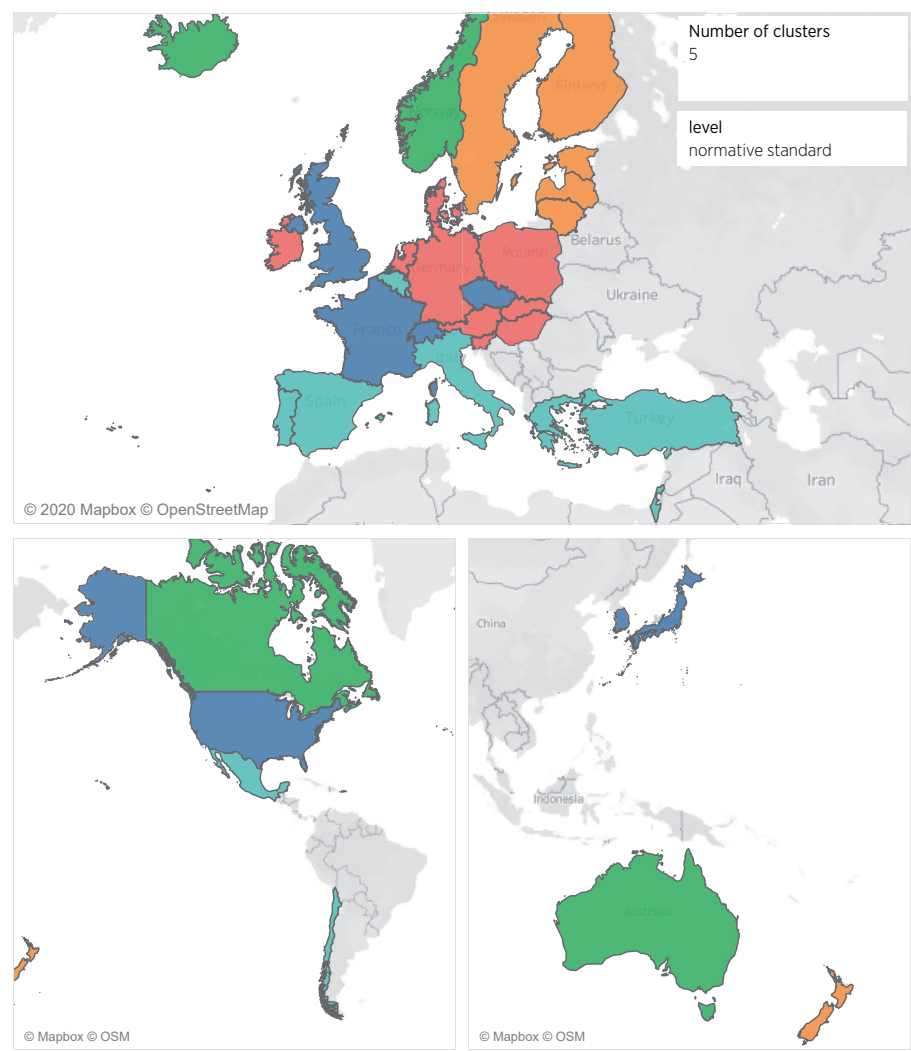 Sweden
Number of clusters
5
Finland
Norway
level
normative standard
Belarus
Poland
Germany
Ukraine
France
Italy
Spain
Turkey
Iraq
Iran
© 2020 Mapbox © OpenStreetMap
China
Indonesia
Australia
© Mapbox © OSM
© Mapbox © OSM